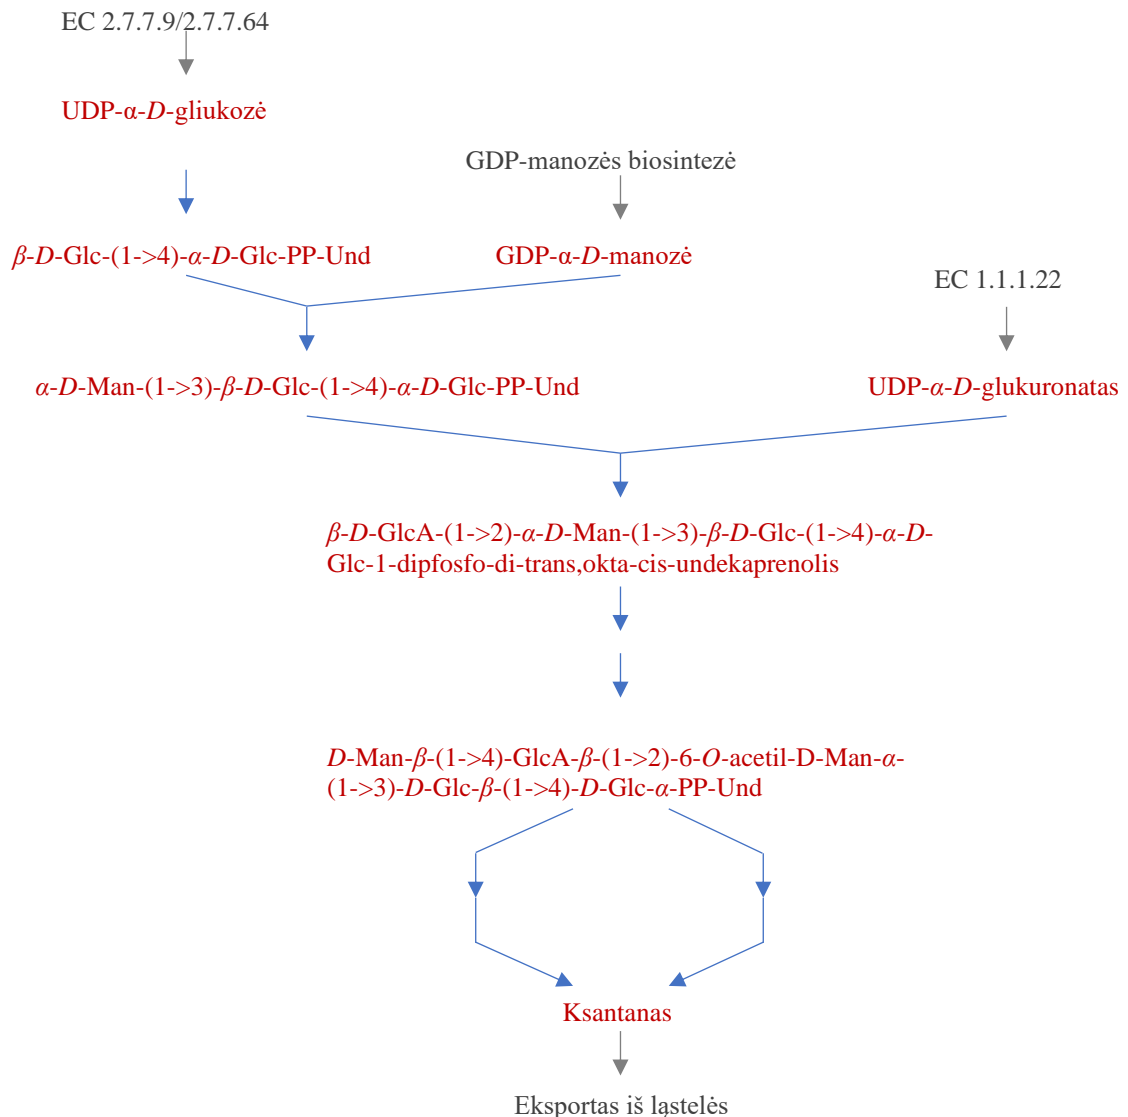 EC 2.7.7.9/2.7.7.64
UDP-α-D-gliukozė
GDP-manozės biosintezė
β-D-Glc-(1->4)-α-D-Glc-PP-Und
GDP-α-D-manozė
EC 1.1.1.22
α-D-Man-(1->3)-β-D-Glc-(1->4)-α-D-Glc-PP-Und
UDP-α-D-glukuronatas
β-D-GlcA-(1->2)-α-D-Man-(1->3)-β-D-Glc-(1->4)-α-D-
Glc-1-dipfosfo-di-trans,okta-cis-undekaprenolis
D-Man-β-(1->4)-GlcA-β-(1->2)-6-O-acetil-D-Man-α-
(1->3)-D-Glc-β-(1->4)-D-Glc-α-PP-Und
Ksantanas
Eksportas iš ląstelės